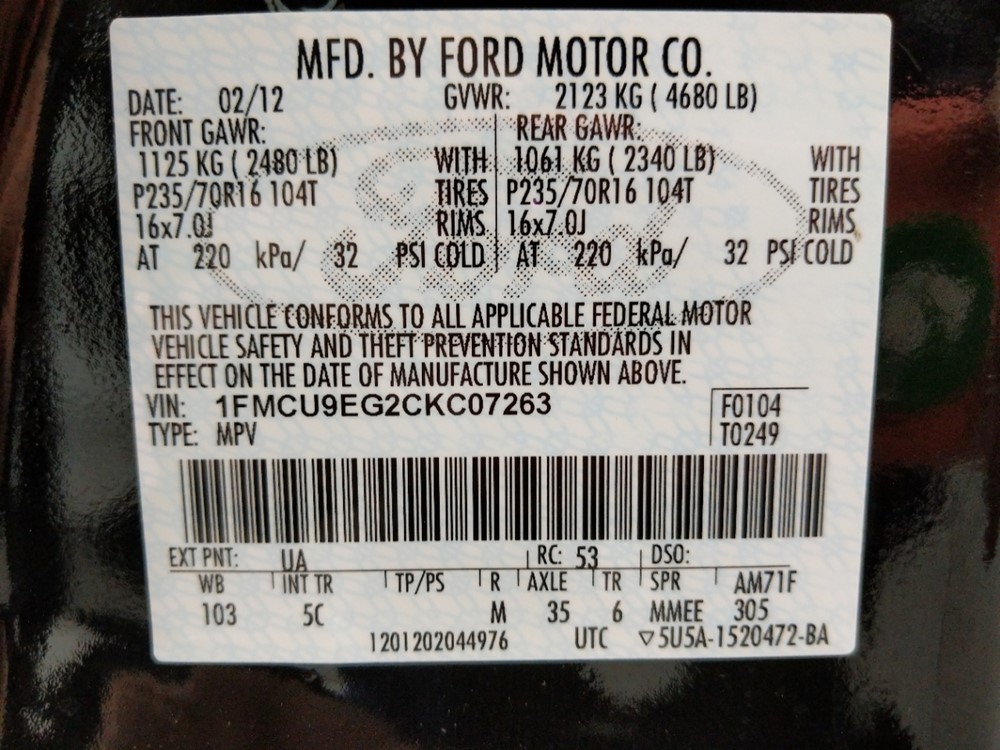 MFD. BY FORD MOTOR CO.
DATE: 02/12 GVWR: 2123 KG ( 4680 LB)
FRONT GAWR: REAR GAWR:
1125 KG ( 2480 LB) WITH 1061 KG ( 2340 LB) WITH
P235/70R16 104T TIRES P235/70R16 104T TIRES
16x7.0J RIMS 16x7.0J RIMS
AT 220 kPa/ 32 PSI COLD AT 220 kPa/ 32 PSI COLD
Ford
THIS VEHICLE CONFORMS TO ALL APPLICABLE FEDERAL MOTOR
VEHICLE SAFETY AND THEFT PREVENTION STANDARDS IN
EFFECT ON THE DATE OF MANUFACTURE SHOWN ABOVE.
VIN: 1FMCU9EG2CKC07263 F0104
TYPE: MPV T0249
EXT PNT: UA RC: 53 DSO:
WB INT TR TP/PS R AXLE TR SPR AM71F
103 5C M 35 6 MMEE 305
1201202044976 UTC ▽5U5A-1520472-BA